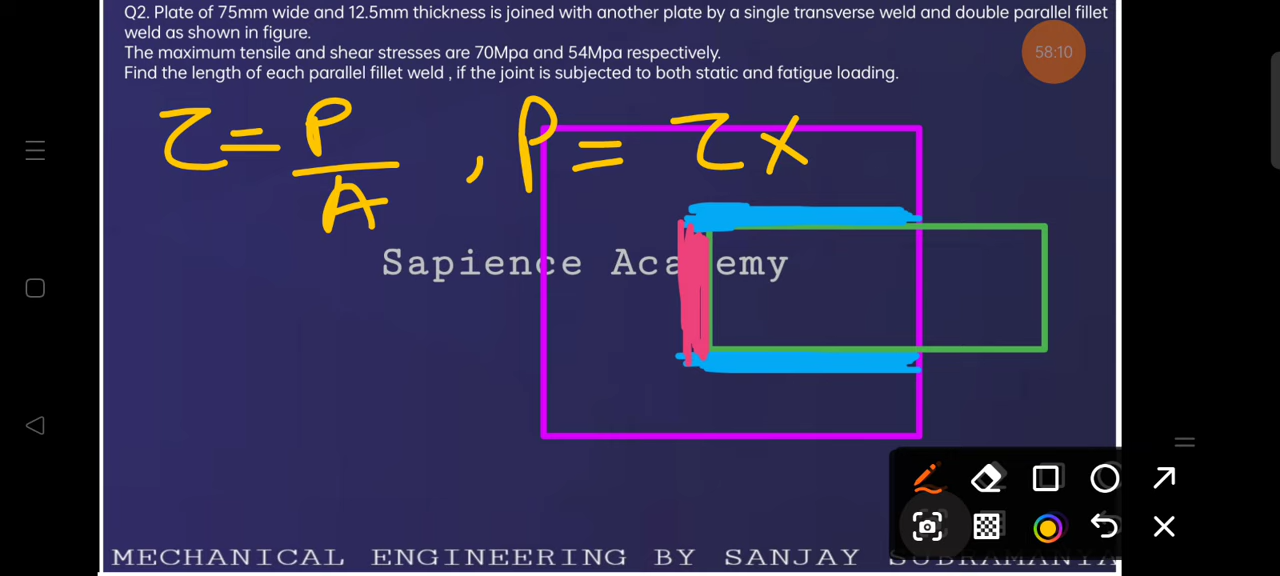 Q2. Plate of 75mm wide and 12.5mm thickness is joined with another plate by a single transverse weld and double parallel fillet
weld as shown in figure.
The maximum tensile and shear stresses are 70Mpa and 54Mpa respectively.
Find the length of each parallel fillet weld , if the joint is subjected to both static and fatigue loading.
58:10
τ = P/A , P = τ x
Sapience Academy
MECHANICAL ENGINEERING BY SANJAY SUBRAMANYA